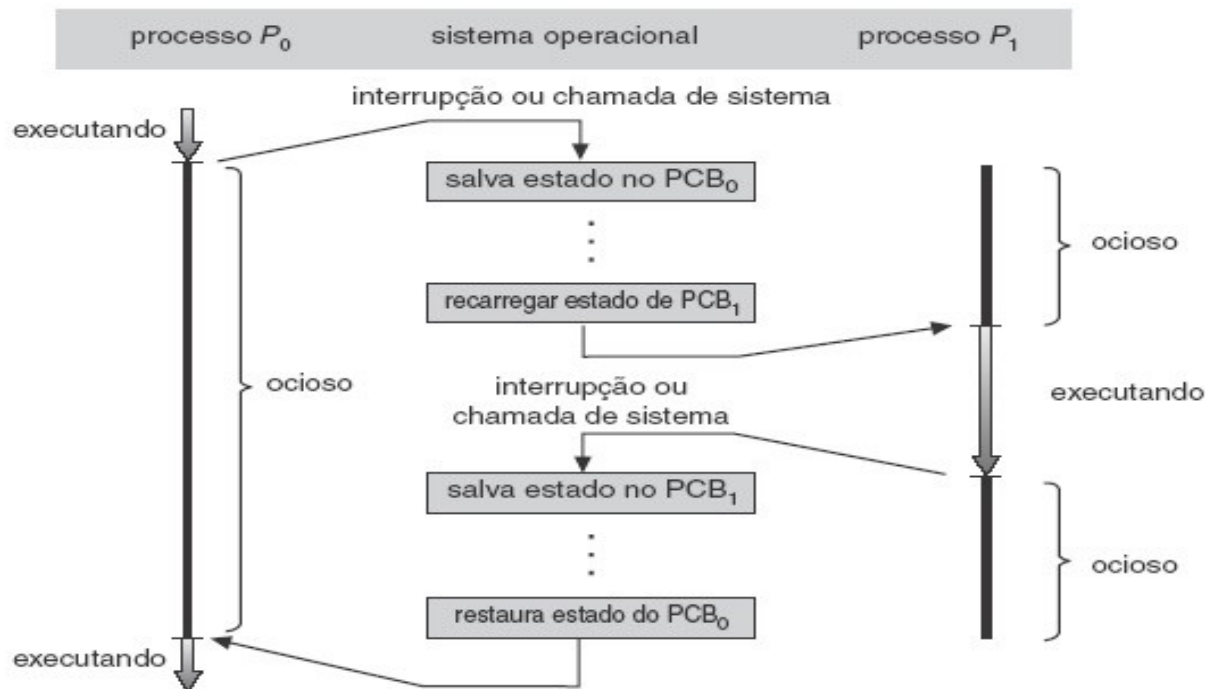 processo P₀ sistema operacional processo P₁
interrupção ou chamada de sistema
executando
salva estado no PCB₀
ocioso
recarregar estado de PCB₁
ocioso
interrupção ou
chamada de sistema
executando
salva estado no PCB₁
ocioso
restaura estado do PCB₀
executando